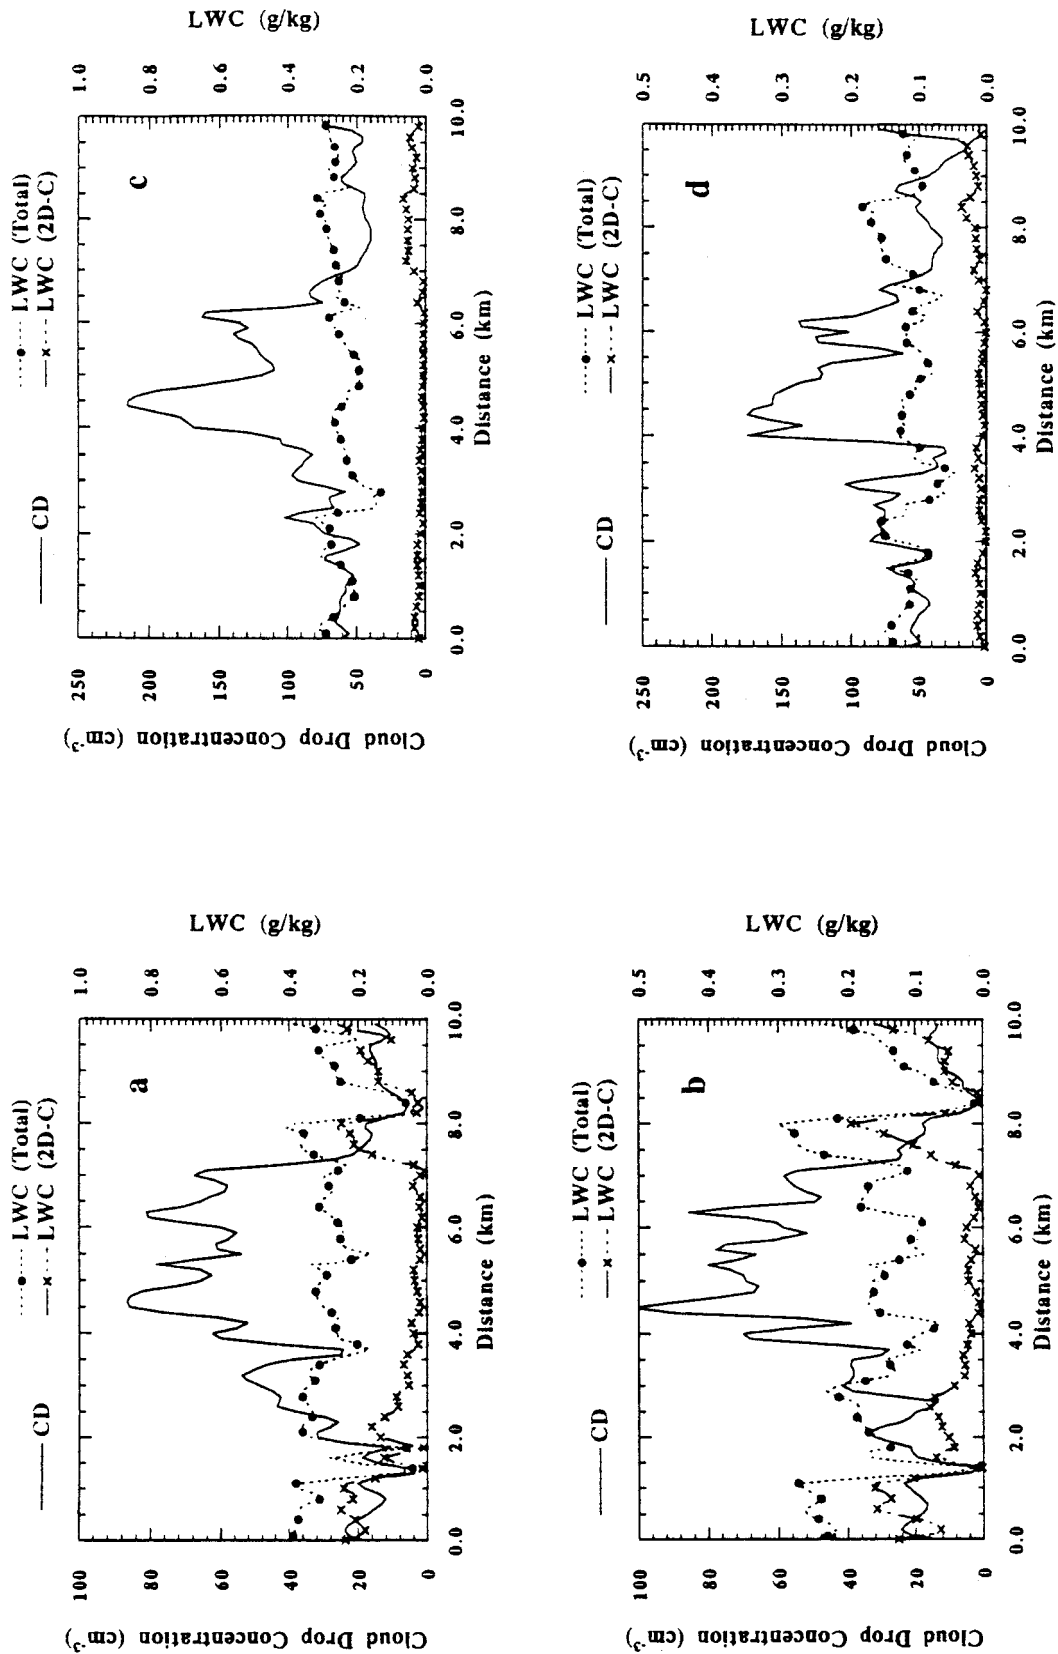 CD
LWC (Total)
LWC (2D-C)
a
Cloud Drop Concentration (cm-3)
100
80
60
40
20
0
LWC (g/kg)
1.0
0.8
0.6
0.4
0.2
0.0
0.0
2.0
4.0
6.0
8.0
10.0
Distance (km)
CD
LWC (Total)
LWC (2D-C)
c
Cloud Drop Concentration (cm-3)
250
200
150
100
50
0
LWC (g/kg)
1.0
0.8
0.6
0.4
0.2
0.0
0.0
2.0
4.0
6.0
8.0
10.0
Distance (km)
CD
LWC (Total)
LWC (2D-C)
b
Cloud Drop Concentration (cm-3)
100
80
60
40
20
0
LWC (g/kg)
0.5
0.4
0.3
0.2
0.1
0.0
0.0
2.0
4.0
6.0
8.0
10.0
Distance (km)
CD
LWC (Total)
LWC (2D-C)
d
Cloud Drop Concentration (cm-3)
250
200
150
100
50
0
LWC (g/kg)
0.5
0.4
0.3
0.2
0.1
0.0
0.0
2.0
4.0
6.0
8.0
10.0
Distance (km)